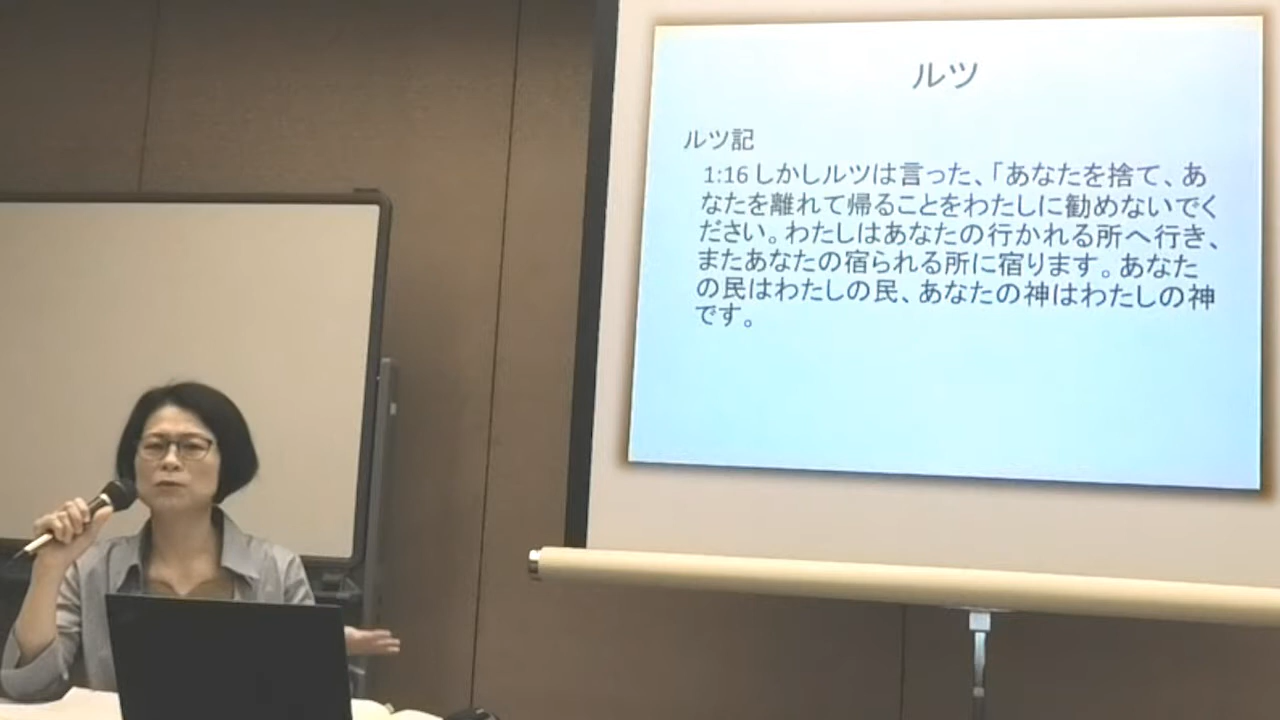 ルツ
ルツ記
1:16 しかしルツは言った、「あなたを捨て、あ
なたを離れて帰ることをわたしに勧めないでく
ださい。わたしはあなたの行かれる所へ行き、
またあなたの宿られる所に宿ります。あなた
の民はわたしの民、あなたの神はわたしの神
です。